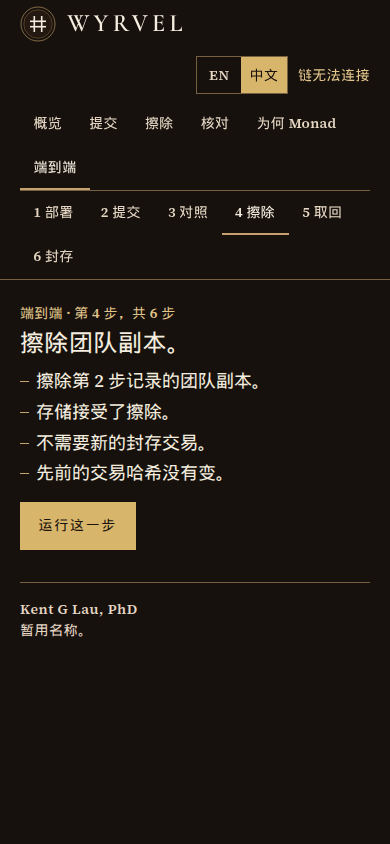 WYRVEL
EN 中文 链无法连接
概览 提交 擦除 核对 为何 Monad
端到端
1 部署 2 提交 3 对照 4 擦除 5 取回
6 封存
端到端 · 第 4 步，共 6 步
擦除团队副本。
– 擦除第 2 步记录的团队副本。
– 存储接受了擦除。
– 不需要新的封存交易。
– 先前的交易哈希没有变。
运行这一步
Kent G Lau, PhD
暂用名称。